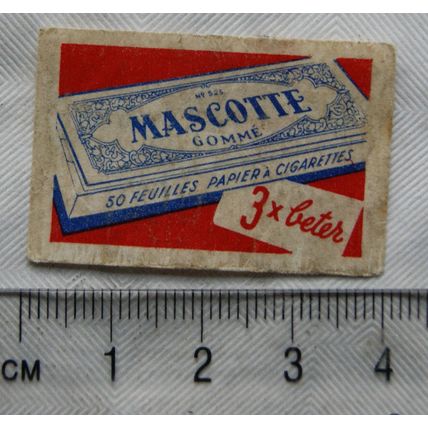 Nº 525
MASCOTTE
GOMMÉ
50 FEUILLES PAPIER À CIGARETTES
3 x beter
CM 1 2 3 4